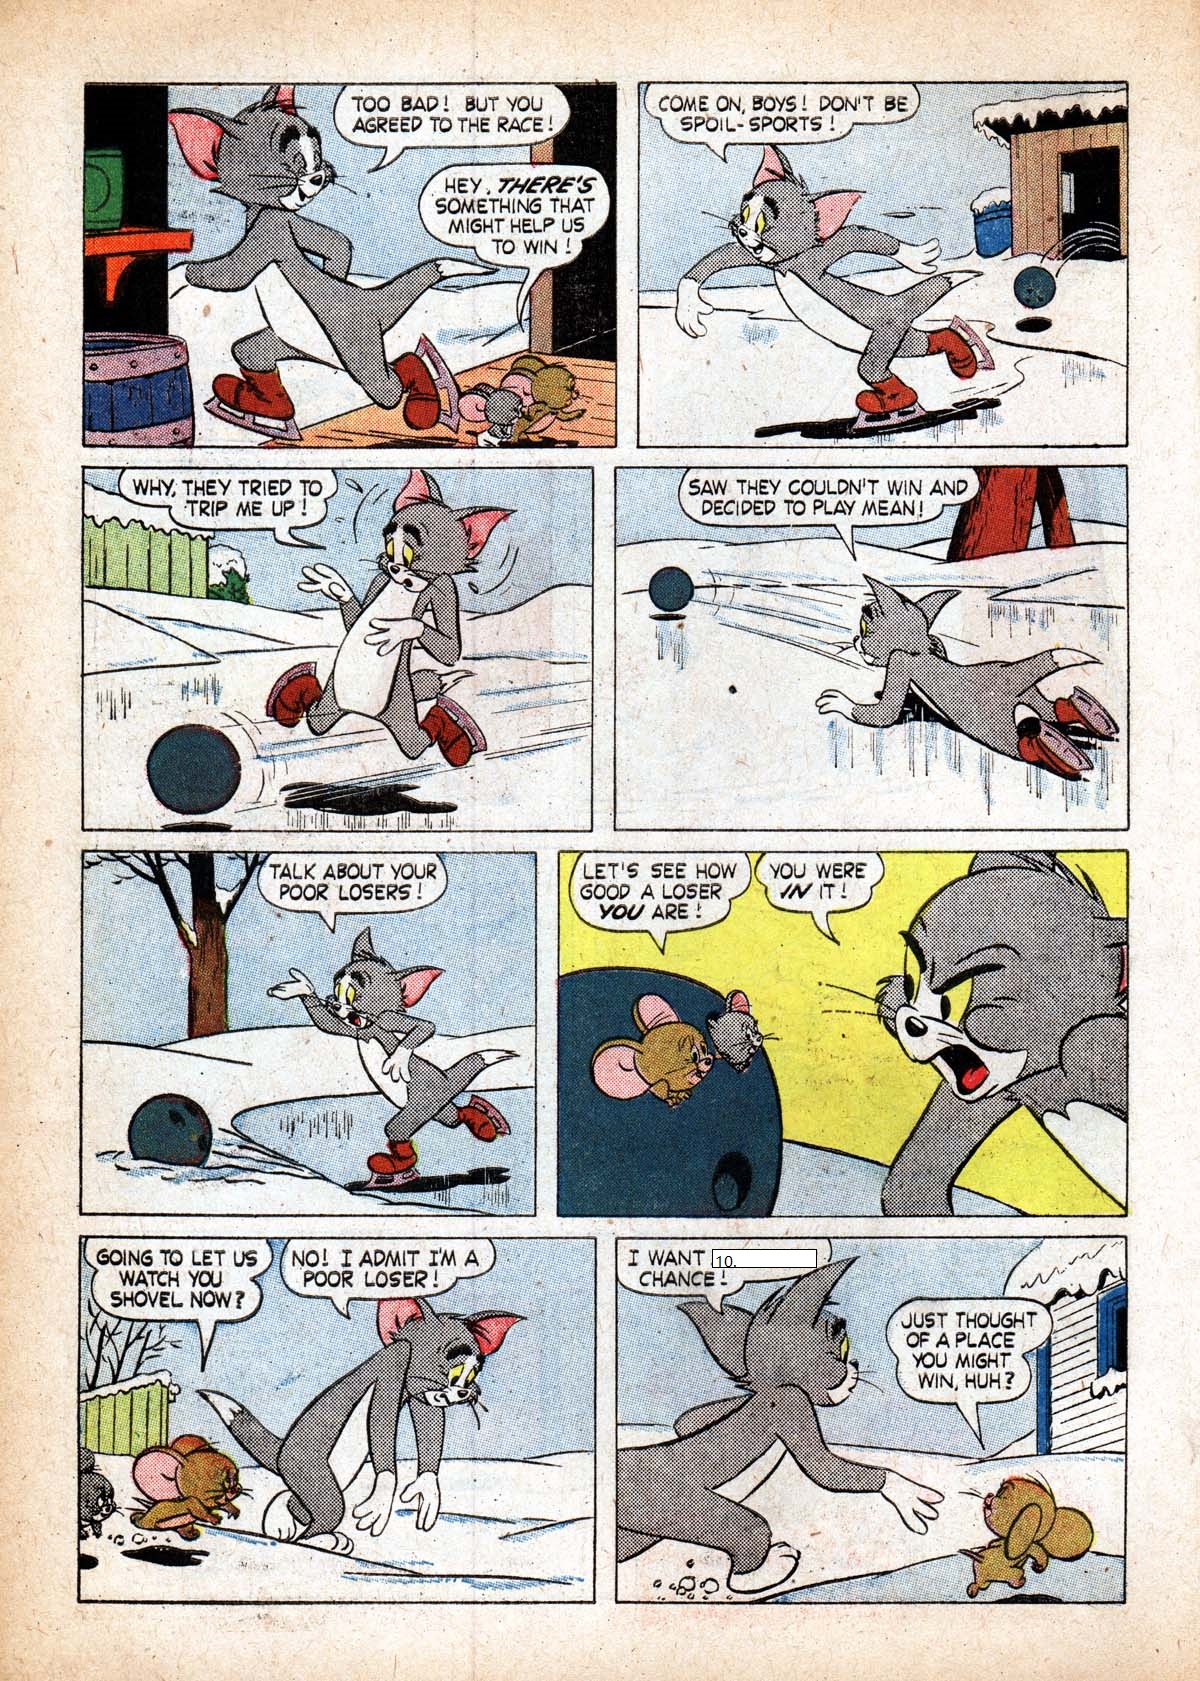 TOO BAD! BUT YOU
AGREED TO THE RACE!
HEY, THERE'S
SOMETHING THAT
MIGHT HELP US
TO WIN!
COME ON, BOYS! DON'T BE
SPOIL-SPORTS!
WHY, THEY TRIED TO
TRIP ME UP!
SAW THEY COULDN'T WIN AND
DECIDED TO PLAY MEAN!
TALK ABOUT YOUR
POOR LOSERS!
LET'S SEE HOW
GOOD A LOSER
YOU ARE!
YOU WERE
IN IT!
GOING TO LET US
WATCH YOU
SHOVEL NOW?
NO! I ADMIT I'M A
POOR LOSER!
I WANT 10.
CHANCE!
JUST THOUGHT
OF A PLACE
YOU MIGHT
WIN, HUH?